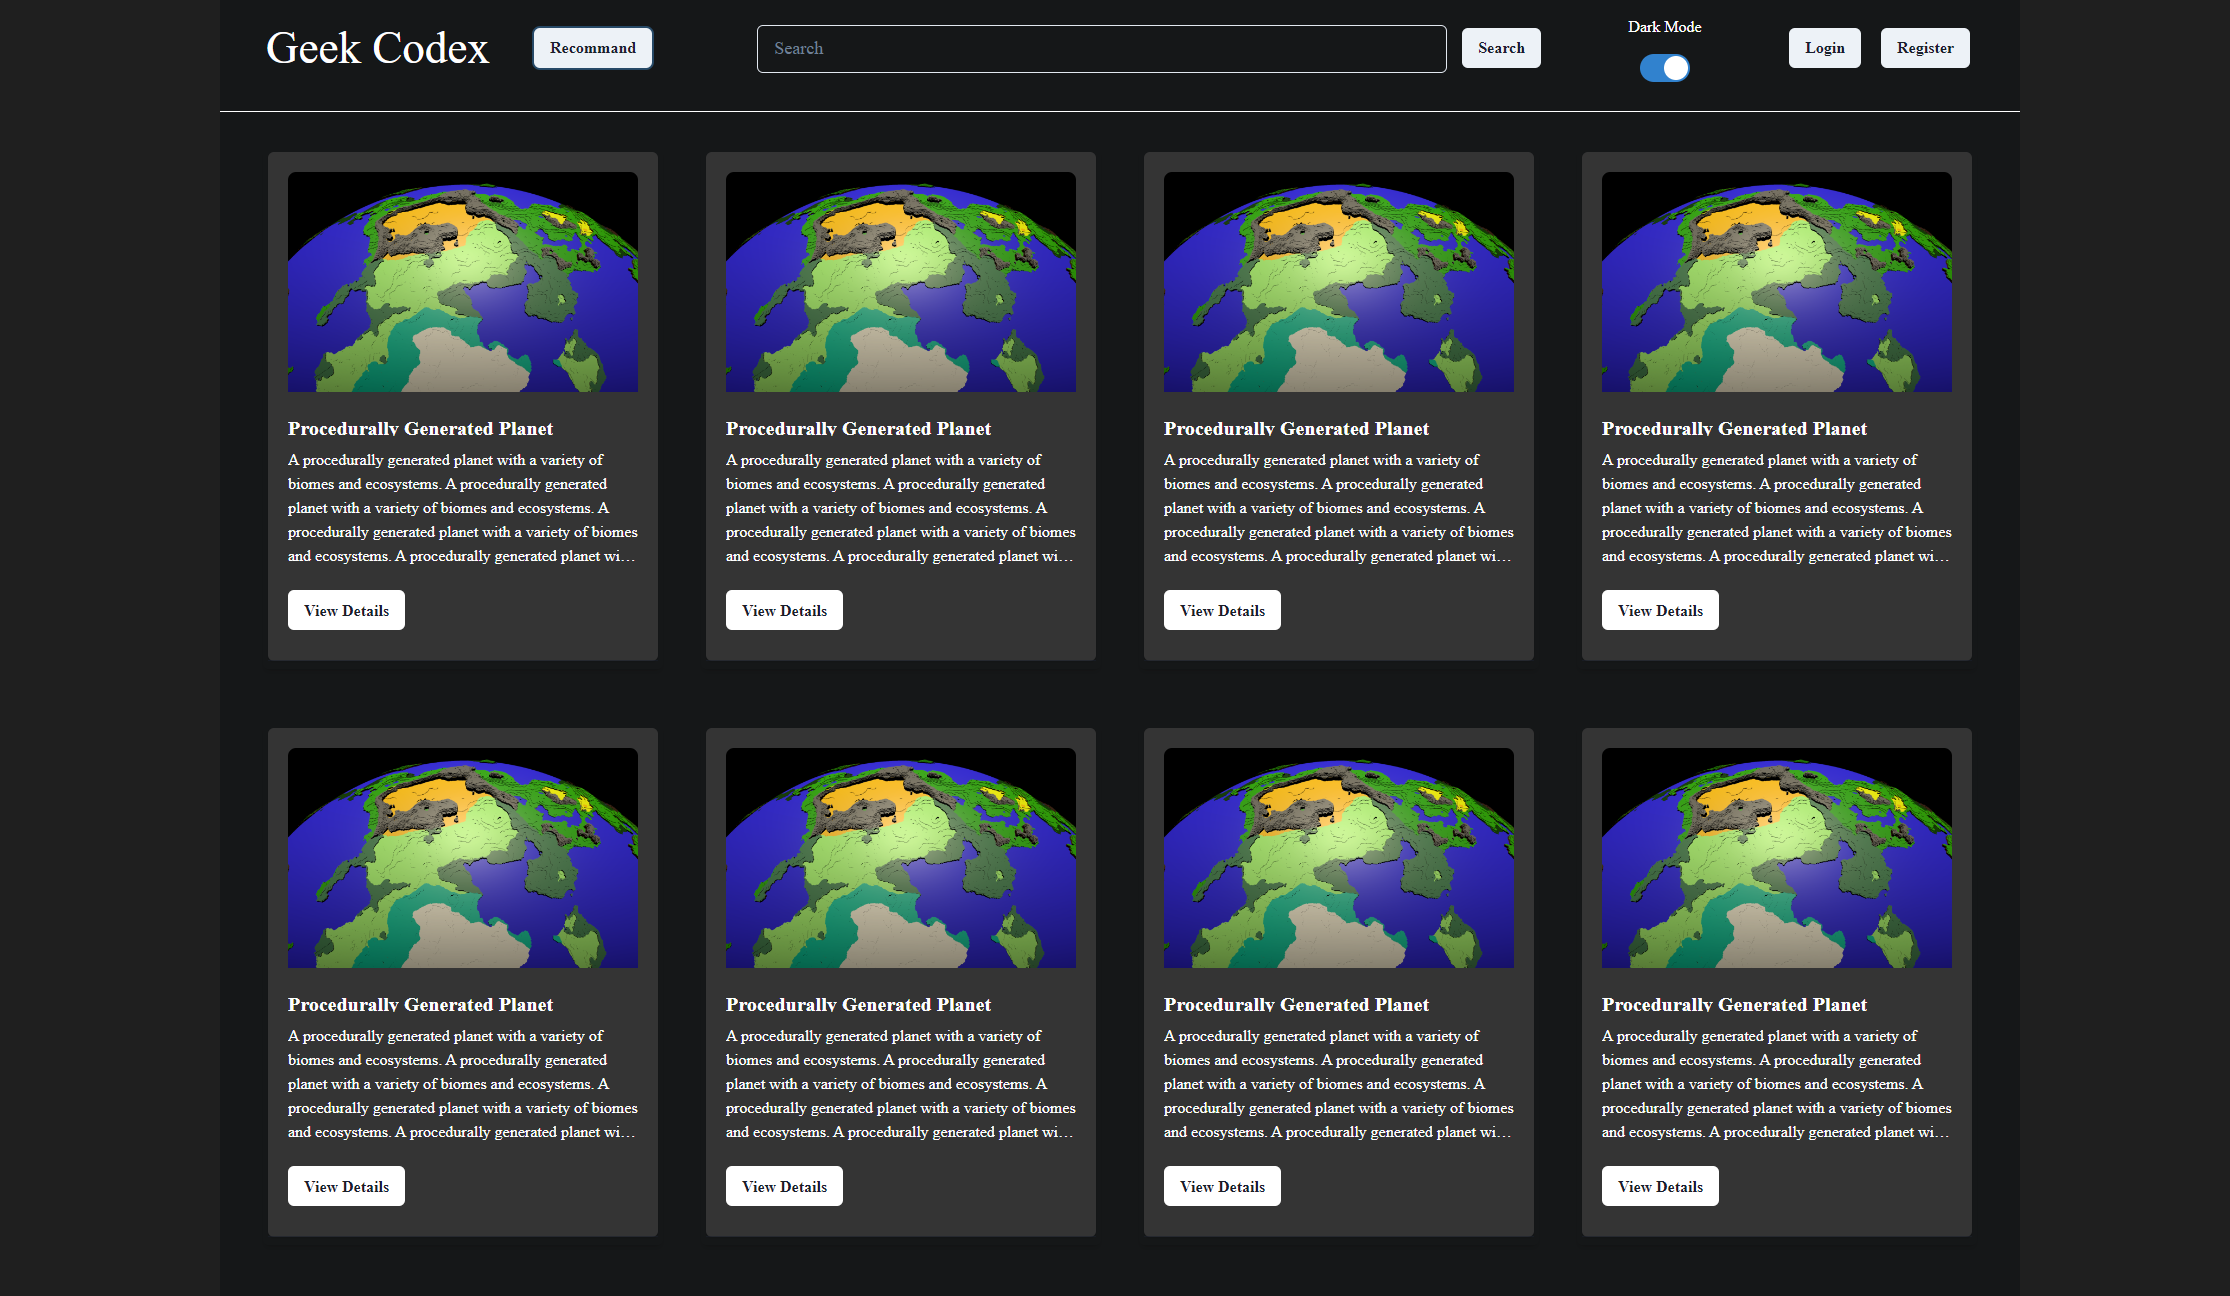 Geek Codex
Recommand
Search
Search
Dark Mode
Login
Register
Procedurally Generated Planet
A procedurally generated planet with a variety of
biomes and ecosystems. A procedurally generated
planet with a variety of biomes and ecosystems. A
procedurally generated planet with a variety of biomes
and ecosystems. A procedurally generated planet wi...
View Details
Procedurally Generated Planet
A procedurally generated planet with a variety of
biomes and ecosystems. A procedurally generated
planet with a variety of biomes and ecosystems. A
procedurally generated planet with a variety of biomes
and ecosystems. A procedurally generated planet wi...
View Details
Procedurally Generated Planet
A procedurally generated planet with a variety of
biomes and ecosystems. A procedurally generated
planet with a variety of biomes and ecosystems. A
procedurally generated planet with a variety of biomes
and ecosystems. A procedurally generated planet wi...
View Details
Procedurally Generated Planet
A procedurally generated planet with a variety of
biomes and ecosystems. A procedurally generated
planet with a variety of biomes and ecosystems. A
procedurally generated planet with a variety of biomes
and ecosystems. A procedurally generated planet wi...
View Details
Procedurally Generated Planet
A procedurally generated planet with a variety of
biomes and ecosystems. A procedurally generated
planet with a variety of biomes and ecosystems. A
procedurally generated planet with a variety of biomes
and ecosystems. A procedurally generated planet wi...
View Details
Procedurally Generated Planet
A procedurally generated planet with a variety of
biomes and ecosystems. A procedurally generated
planet with a variety of biomes and ecosystems. A
procedurally generated planet with a variety of biomes
and ecosystems. A procedurally generated planet wi...
View Details
Procedurally Generated Planet
A procedurally generated planet with a variety of
biomes and ecosystems. A procedurally generated
planet with a variety of biomes and ecosystems. A
procedurally generated planet with a variety of biomes
and ecosystems. A procedurally generated planet wi...
View Details
Procedurally Generated Planet
A procedurally generated planet with a variety of
biomes and ecosystems. A procedurally generated
planet with a variety of biomes and ecosystems. A
procedurally generated planet with a variety of biomes
and ecosystems. A procedurally generated planet wi...
View Details